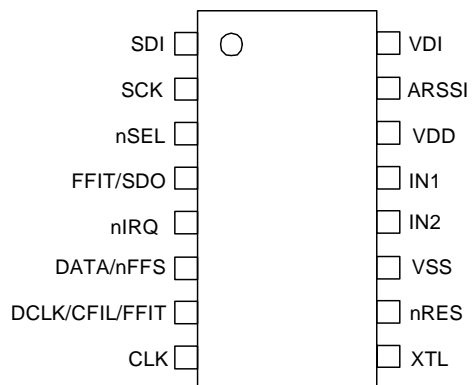 SDI VDI
SCK ARSSI
nSEL VDD
FFIT/SDO IN1
nIRQ IN2
DATA/nFFS VSS
DCLK/CFIL/FFIT nRES
CLK XTL